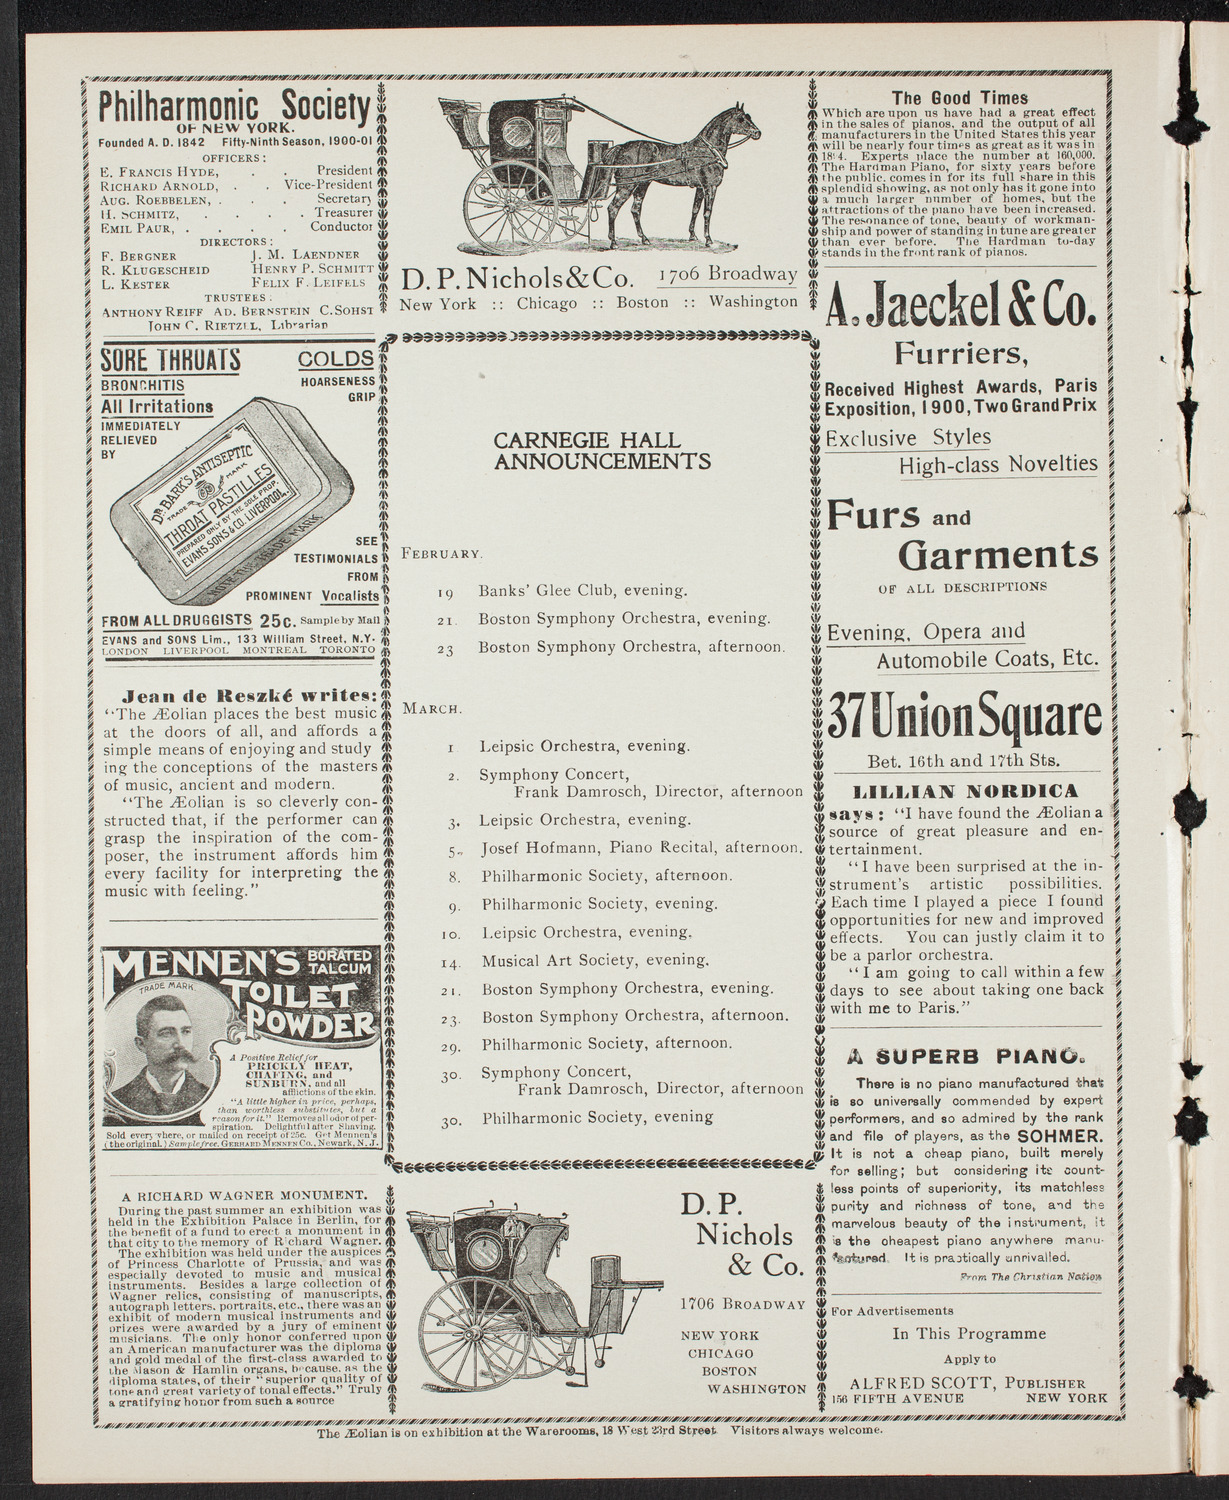 Philharmonic Society
OF NEW YORK.
Founded A. D. 1842 Fifty-Ninth Season, 1900-01
OFFICERS:
E. FRANCIS HYDE, . . President
RICHARD ARNOLD, . . Vice-President
AUG. ROEBBELEN, . . . Secretary
H. SCHMITZ, . . . . . Treasurer
EMIL PAUR, . . . . Conductor
DIRECTORS:
F. BERGNER J. M. LAENDNER
R. KLUGESCHEID HENRY P. SCHMITT
L. KESTER FELIX F. LEIFELS
TRUSTEES:
ANTHONY REIFF AD. BERNSTEIN C. SOHST
JOHN C. RIETZEL, Librarian
SORE THROATS COLDS
BRONCHITIS HOARSENESS
All Irritations GRIP
IMMEDIATELY
RELIEVED
BY
DR. BARK'S ANTISEPTIC
TRADE MARK
THROAT PASTILLES
PREPARED ONLY BY THE SOLE PROP.
EVANS SONS & CO. LIVERPOOL.
NOTE THE TRADE MARK
SEE
TESTIMONIALS
FROM
PROMINENT Vocalists
FROM ALL DRUGGISTS 25c. Sample by Mail
EVANS and SONS Lim., 133 William Street, N.Y.
LONDON LIVERPOOL MONTREAL TORONTO
Jean de Reszké writes:
"The Æolian places the best music
at the doors of all, and affords a
simple means of enjoying and study
ing the conceptions of the masters
of music, ancient and modern.
"The Æolian is so cleverly con-
structed that, if the performer can
grasp the inspiration of the com-
poser, the instrument affords him
every facility for interpreting the
music with feeling."
MENNEN'S BORATED
TALCUM
TOILET
POWDER
TRADE MARK
A Positive Relief for
PRICKLY HEAT,
CHAFING, and
SUNBURN, and all
afflictions of the skin.
"A little higher in price, perhaps,
than worthless substitutes, but a
reason for it." Removes all odor of per-
spiration. Delightful after Shaving.
Sold everywhere, or mailed on receipt of 25c. Get Mennen's
(the original.) Sample free. GERHARD MENNEN CO., Newark, N. J.
A RICHARD WAGNER MONUMENT.
During the past summer an exhibition was
held in the Exhibition Palace in Berlin, for
the benefit of a fund to erect a monument in
that city to the memory of Richard Wagner.
The exhibition was held under the auspices
of Princess Charlotte of Prussia, and was
especially devoted to music and musical
instruments. Besides a large collection of
Wagner relics, consisting of manuscripts,
autograph letters, portraits, etc., there was an
exhibit of modern musical instruments and
prizes were awarded by a jury of eminent
musicians. The only honor conferred upon
an American manufacturer was the diploma
and gold medal of the first-class awarded to
the Mason & Hamlin organs, because, as the
diploma states, of their "superior quality of
tone and great variety of tonal effects." Truly
a gratifying honor from such a source
D. P. Nichols & Co. 1706 Broadway
New York :: Chicago :: Boston :: Washington
CARNEGIE HALL
ANNOUNCEMENTS
FEBRUARY.
19 Banks' Glee Club, evening.
21. Boston Symphony Orchestra, evening.
23 Boston Symphony Orchestra, afternoon.
MARCH.
1 Leipsic Orchestra, evening.
2. Symphony Concert,
Frank Damrosch, Director, afternoon
3. Leipsic Orchestra, evening.
5. Josef Hofmann, Piano Recital, afternoon.
8. Philharmonic Society, afternoon.
9. Philharmonic Society, evening.
10. Leipsic Orchestra, evening.
14. Musical Art Society, evening.
21. Boston Symphony Orchestra, evening.
23. Boston Symphony Orchestra, afternoon.
29. Philharmonic Society, afternoon.
30. Symphony Concert,
Frank Damrosch, Director, afternoon
30. Philharmonic Society, evening
D. P.
Nichols
& Co.
1706 BROADWAY
NEW YORK
CHICAGO
BOSTON
WASHINGTON
The Good Times
Which are upon us have had a great effect
in the sales of pianos, and the output of all
manufacturers in the United States this year
will be nearly four times as great as it was in
1894. Experts place the number at 160,000.
The Hardman Piano, for sixty years before
the public, comes in for its full share in this
splendid showing, as not only has it gone into
a much larger number of homes, but the
attractions of the piano have been increased.
The resonance of tone, beauty of workman-
ship and power of standing in tune are greater
than ever before. The Hardman to-day
stands in the front rank of pianos.
A. Jaeckel & Co.
Furriers,
Received Highest Awards, Paris
Exposition, 1900, Two Grand Prix
Exclusive Styles
High-class Novelties
Furs and
Garments
OF ALL DESCRIPTIONS
Evening, Opera and
Automobile Coats, Etc.
37 Union Square
Bet. 16th and 17th Sts.
LILLIAN NORDICA
says: "I have found the Æolian a
source of great pleasure and en-
tertainment.
"I have been surprised at the in-
strument's artistic possibilities.
Each time I played a piece I found
opportunities for new and improved
effects. You can justly claim it to
be a parlor orchestra.
"I am going to call within a few
days to see about taking one back
with me to Paris."
A SUPERB PIANO.
There is no piano manufactured that
is so universally commended by expert
performers, and so admired by the rank
and file of players, as the SOHMER.
It is not a cheap piano, built merely
for selling; but considering its count-
less points of superiority, its matchless
purity and richness of tone, and the
marvelous beauty of the instrument, it
is the cheapest piano anywhere manu-
factured. It is practically unrivalled.
From The Christian Nation
For Advertisements
In This Programme
Apply to
ALFRED SCOTT, PUBLISHER
156 FIFTH AVENUE NEW YORK
The Æolian is on exhibition at the Warerooms, 18 West 23rd Street. Visitors always welcome.